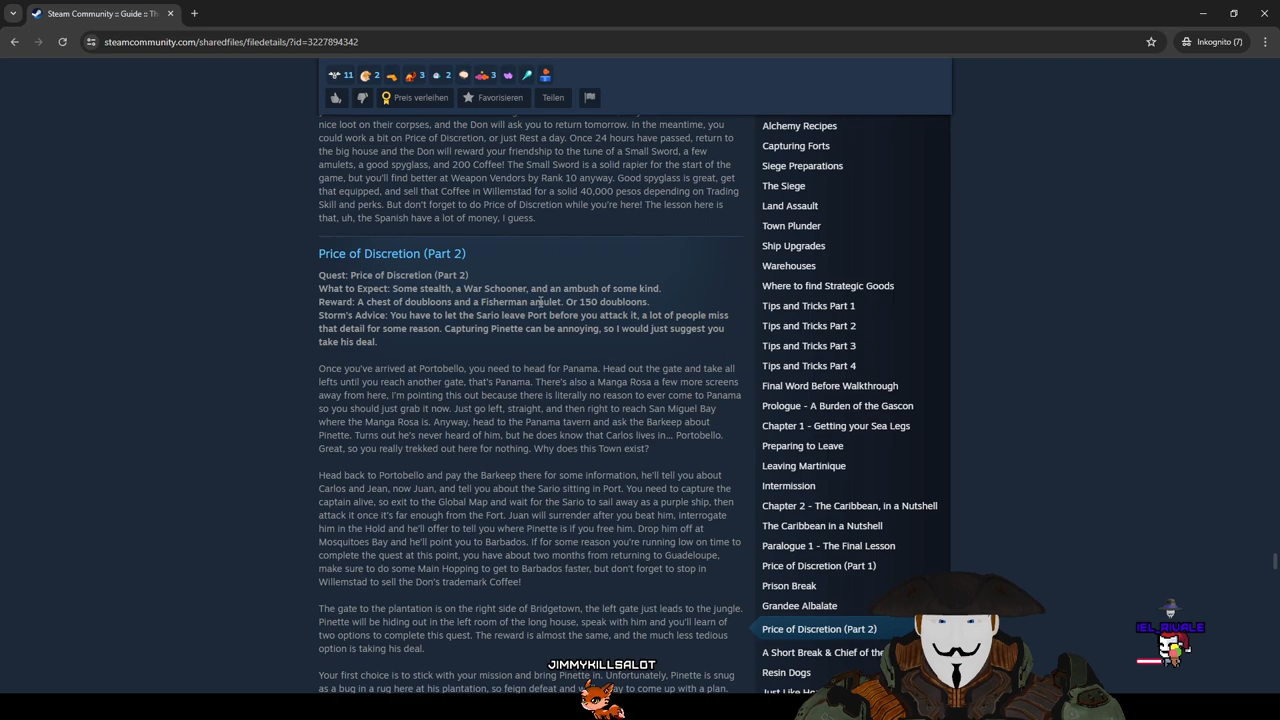 Steam Community :: Guide :: Th
steamcommunity.com/sharedfiles/filedetails/?id=3227894342
Inkognito (7)
11
2
3
2
3
Preis verleihen
Favorisieren
Teilen
nice loot on their corpses, and the Don will ask you to return tomorrow. In the meantime, you
could work a bit on Price of Discretion, or just Rest a day. Once 24 hours have passed, return to
the big house and the Don will reward your friendship to the tune of a Small Sword, a few
amulets, a good spyglass, and 200 Coffee! The Small Sword is a solid rapier for the start of the
game, but you'll find better at Weapon Vendors by Rank 10 anyway. Good spyglass is great, get
that equipped, and sell that Coffee in Willemstad for a solid 40,000 pesos depending on Trading
Skill and perks. But don't forget to do Price of Discretion while you're here! The lesson here is
that, uh, the Spanish have a lot of money, I guess.
Price of Discretion (Part 2)
Quest: Price of Discretion (Part 2)
What to Expect: Some stealth, a War Schooner, and an ambush of some kind.
Reward: A chest of doubloons and a Fisherman amulet. Or 150 doubloons.
Storm's Advice: You have to let the Sario leave Port before you attack it, a lot of people miss
that detail for some reason. Capturing Pinette can be annoying, so I would just suggest you
take his deal.
Once you've arrived at Portobello, you need to head for Panama. Head out the gate and take all
lefts until you reach another gate, that's Panama. There's also a Manga Rosa a few more screens
away from here, I'm pointing this out because there is literally no reason to ever come to Panama
so you should just grab it now. Just go left, straight, and then right to reach San Miguel Bay
where the Manga Rosa is. Anyway, head to the Panama tavern and ask the Barkeep about
Pinette. Turns out he's never heard of him, but he does know that Carlos lives in... Portobello.
Great, so you really trekked out here for nothing. Why does this Town exist?
Head back to Portobello and pay the Barkeep there for some information, he'll tell you about
Carlos and Jean, now Juan, and tell you about the Sario sitting in Port. You need to capture the
captain alive, so exit to the Global Map and wait for the Sario to sail away as a purple ship, then
attack it once it's far enough from the Fort. Juan will surrender after you beat him, interrogate
him in the Hold and he'll offer to tell you where Pinette is if you free him. Drop him off at
Mosquitoes Bay and he'll point you to Barbados. If for some reason you're running low on time to
complete the quest at this point, you have about two months from returning to Guadeloupe,
make sure to do some Main Hopping to get to Barbados faster, but don't forget to stop in
Willemstad to sell the Don's trademark Coffee!
The gate to the plantation is on the right side of Bridgetown, the left gate just leads to the jungle.
Pinette will be hiding out in the left room of the long house, speak with him and you'll learn of
two options to complete this quest. The reward is almost the same, and the much less tedious
option is taking his deal.
Your first choice is to stick with your mission and bring Pinette in. Unfortunately, Pinette is snug
as a bug in a rug here at his plantation, so feign defeat and
ay to come up with a plan.
Alchemy Recipes
Capturing Forts
Siege Preparations
The Siege
Land Assault
Town Plunder
Ship Upgrades
Warehouses
Where to find Ambrosic Goods
Tips and Tricks Part 1
Tips and Tricks Part 2
Tips and Tricks Part 3
Tips and Tricks Part 4
Final Word Before Walkthrough
Prologue - A Burden of the Gascon
Chapter 1 - Getting your Sea Legs
Preparing to Leave
Leaving Martinique
Intermission
Chapter 2 - The Caribbean, in a Nutshell
The Caribbean in a Nutshell
Paralogue 1 - The Final Lesson
Price of Discretion (Part 1)
Prison Break
Grandee Albalate
Price of Discretion (Part 2)
A Short Break & Chief of the
Resin Dogs
Just Like
JIMMYKILLSALOT